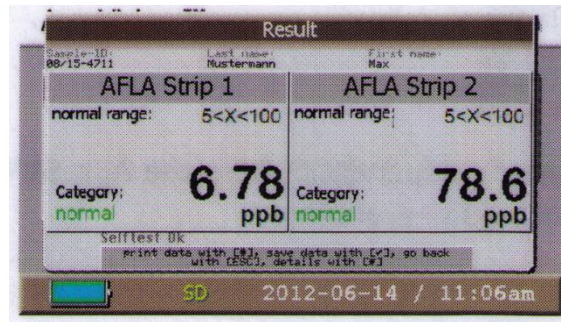 Result
Sample-ID: Last name: First name:
08/15-4711 Mustermann Max
AFLA Strip 1 AFLA Strip 2
normal range: 5<X<100 normal range: 5<X<100
6.78 78.6
Category: Category:
normal ppb normal ppb
Selftest Ok
print data with [#], save data with [✔], go back
with [ESC], details with [#]
SD 2012-06-14 / 11:06am